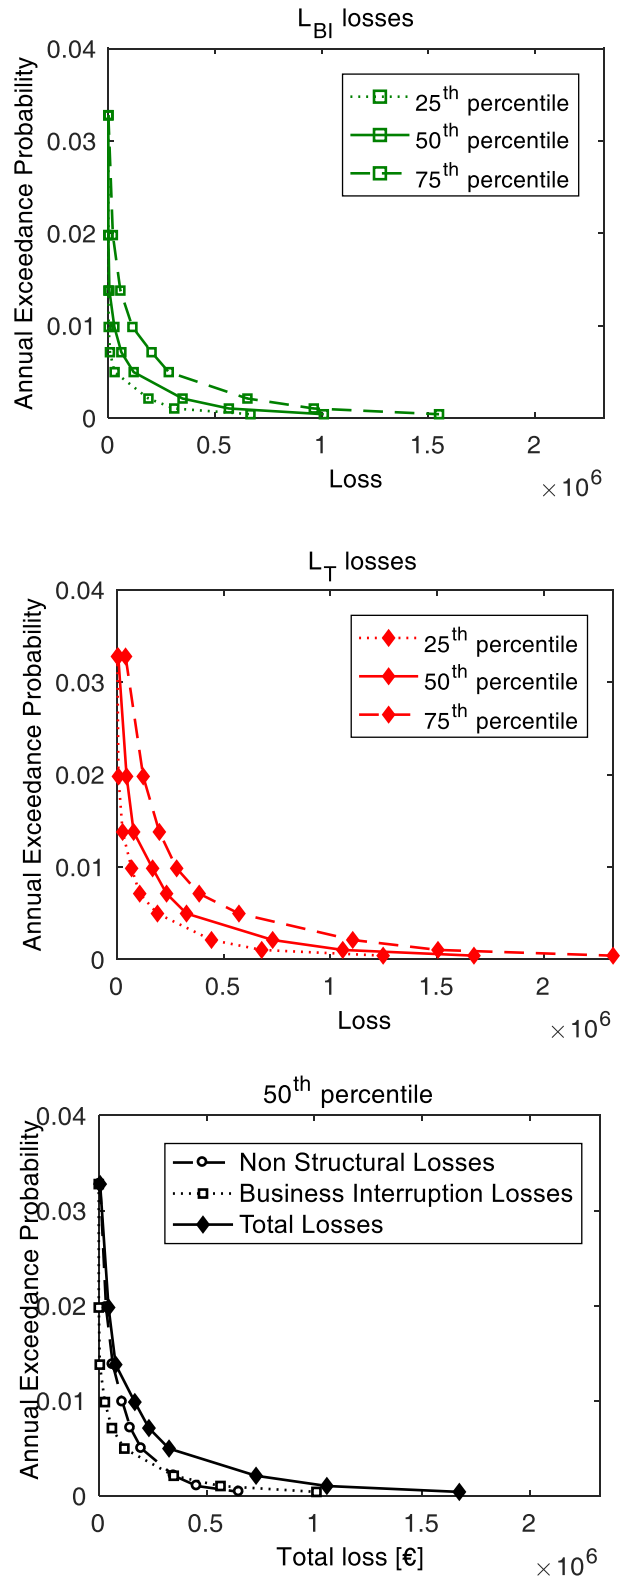 L_BI losses
Annual Exceedance Probability
0.04
0.03
0.02
0.01
0
25th percentile
50th percentile
75th percentile
0 0.5 1 1.5 2
Loss
×10^6
L_T losses
Annual Exceedance Probability
0.04
0.03
0.02
0.01
0
25th percentile
50th percentile
75th percentile
0 0.5 1 1.5 2
Loss
×10^6
50th percentile
Annual Exceedance Probability
0.04
0.03
0.02
0.01
0
Non Structural Losses
Business Interruption Losses
Total Losses
0 0.5 1 1.5 2
Total loss [€]
×10^6